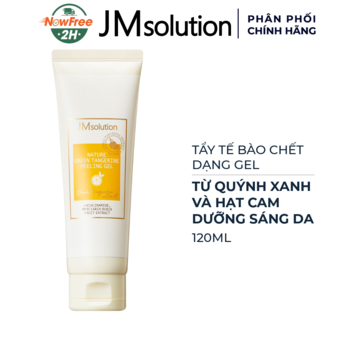 NowFree
2H
JMsolution
PHÂN PHỐI
CHÍNH HÃNG
JMsolution
NATURE
GREEN TANGERINE
PEELING GEL
TẨY TẾ BÀO CHẾT
DẠNG GEL
TỪ QUÝNH XANH
VÀ HẠT CAM
DƯỠNG SÁNG DA
120ML